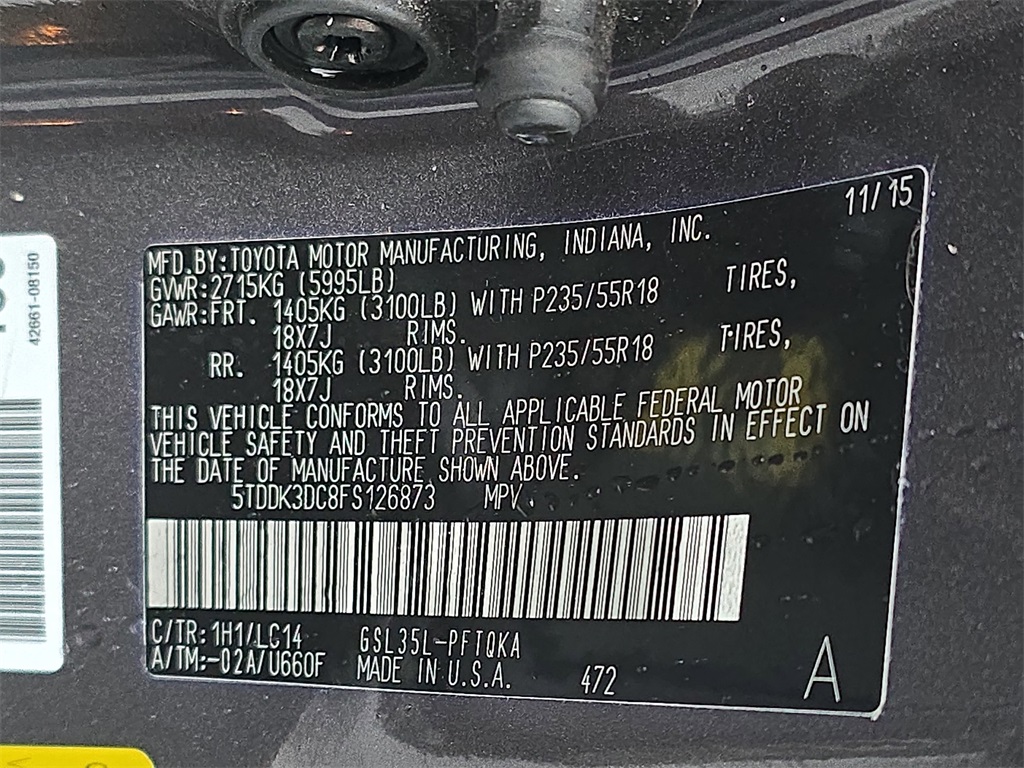 11/15
MFD.BY:TOYOTA MOTOR MANUFACTURING, INDIANA, INC.
GVWR:2715KG (5995LB)
GAWR:FRT. 1405KG (3100LB) WITH P235/55R18 TIRES,
18X7J RIMS.
RR. 1405KG (3100LB) WITH P235/55R18 TIRES,
18X7J RIMS.
THIS VEHICLE CONFORMS TO ALL APPLICABLE FEDERAL MOTOR
VEHICLE SAFETY AND THEFT PREVENTION STANDARDS IN EFFECT ON
THE DATE OF MANUFACTURE SHOWN ABOVE.
5TDDK3DC8FS126873 MPV
C/TR:1H1/LC14 GSL35L-PFTQKA
A/TM:-02A/U660F MADE IN U.S.A. 472
A
42661-08150